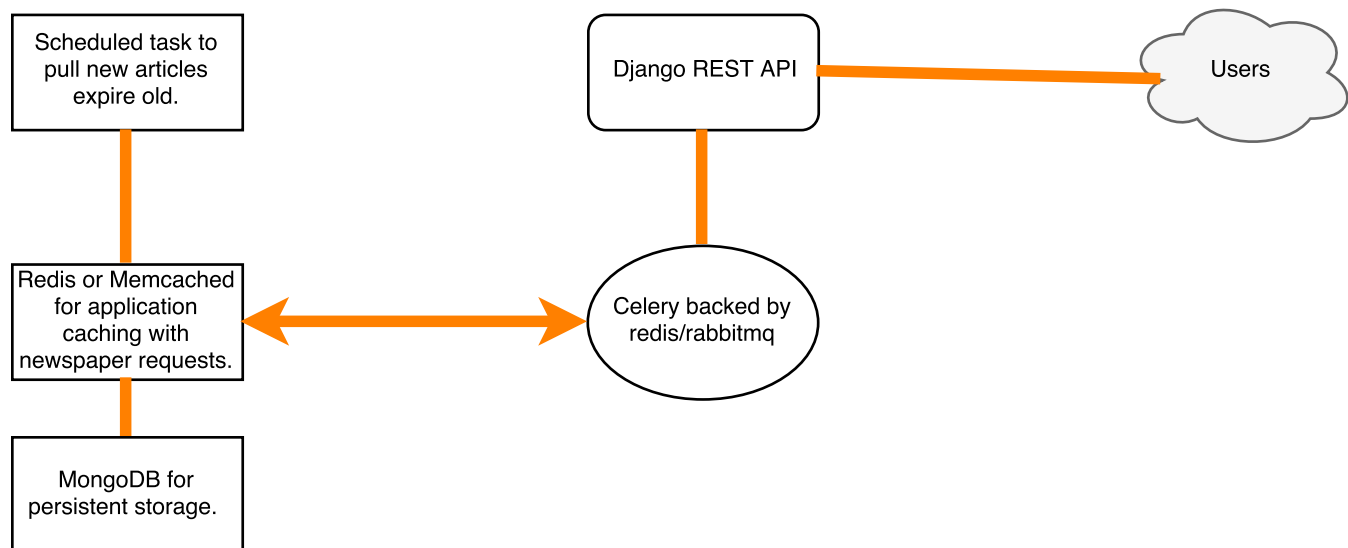 Scheduled task to
pull new articles
expire old.
Django REST API
Users
Redis or Memcached
for application
caching with
newspaper requests.
Celery backed by
redis/rabbitmq
MongoDB for
persistent storage.